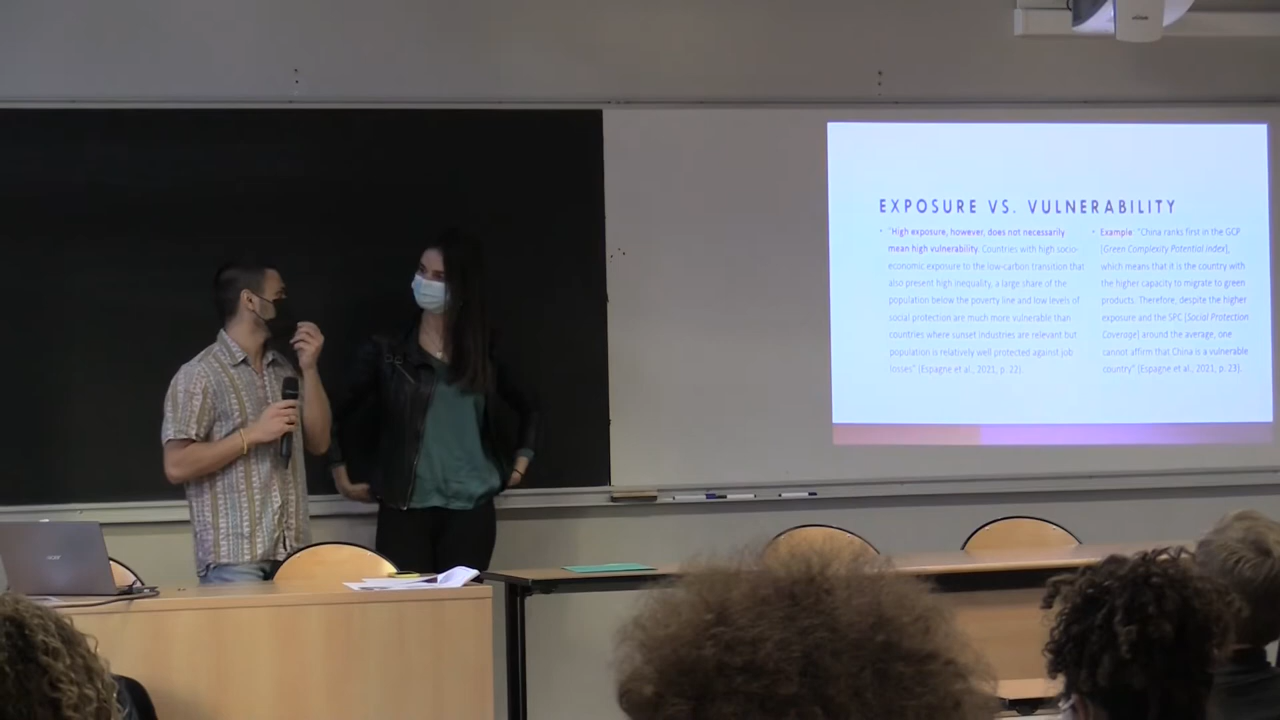 EXPOSURE VS. VULNERABILITY
• "High exposure, however, does not necessarily
mean high vulnerability. Countries with high socio-
economic exposure to the low-carbon transition that
also present high inequality, a large share of the
population below the poverty line and low levels of
social protection are much more vulnerable than
countries where sunset industries are relevant but
population is relatively well protected against job
losses" (Espagne et al., 2021, p. 22).
• Example: "China ranks first in the GCP
[Green Complexity Potential index],
which means that it is the country with
the higher capacity to migrate to green
products. Therefore, despite the higher
exposure and the SPC [Social Protection
Coverage] around the average, one
cannot affirm that China is a vulnerable
country" (Espagne et al., 2021, p. 23).
acer